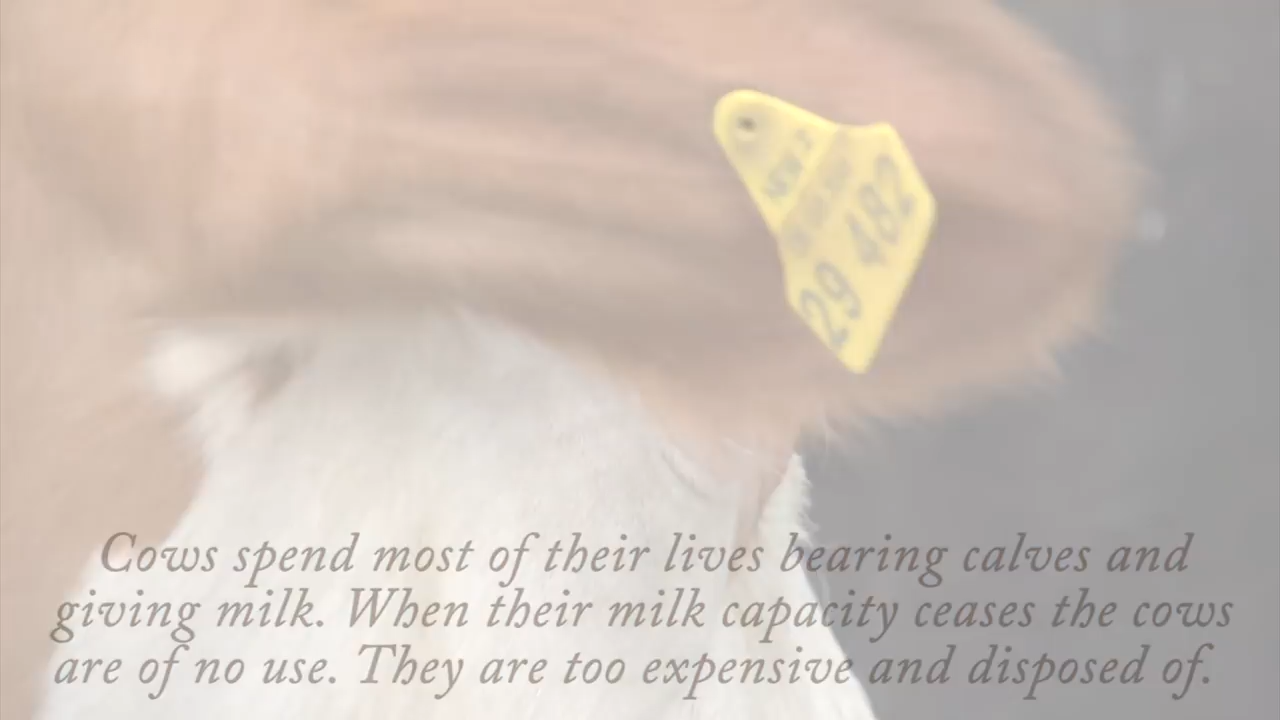 482
29
Cows spend most of their lives bearing calves and
giving milk. When their milk capacity ceases the cows
are of no use. They are too expensive and disposed of.